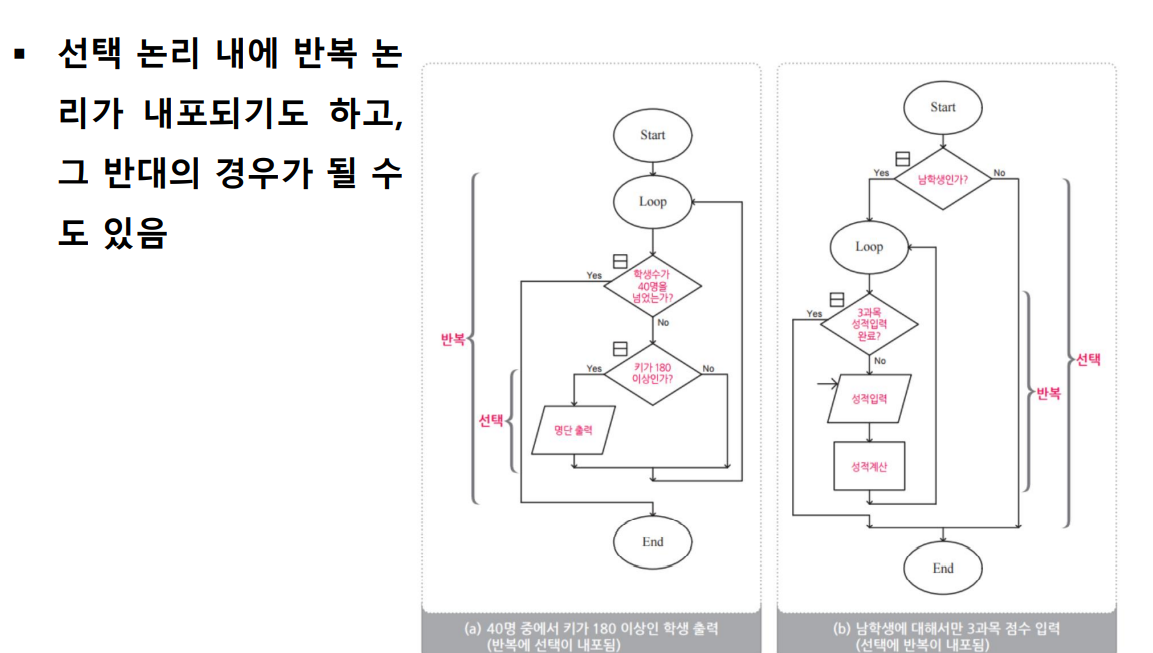 ▪ 선택 논리 내에 반복 논
리가 내포되기도 하고,
그 반대의 경우가 될 수
도 있음
Start
Loop
학생수가
40명을
넘었는가?
Yes
No
키가 180
이상인가?
Yes
No
명단 출력
End
반복
선택
(a) 40명 중에서 키가 180 이상인 학생 출력
(반복에 선택이 내포됨)
Start
남학생인가?
Yes
No
Loop
3과목
성적입력
완료?
Yes
No
성적입력
성적계산
End
반복
선택
(b) 남학생에 대해서만 3과목 점수 입력
(선택에 반복이 내포됨)